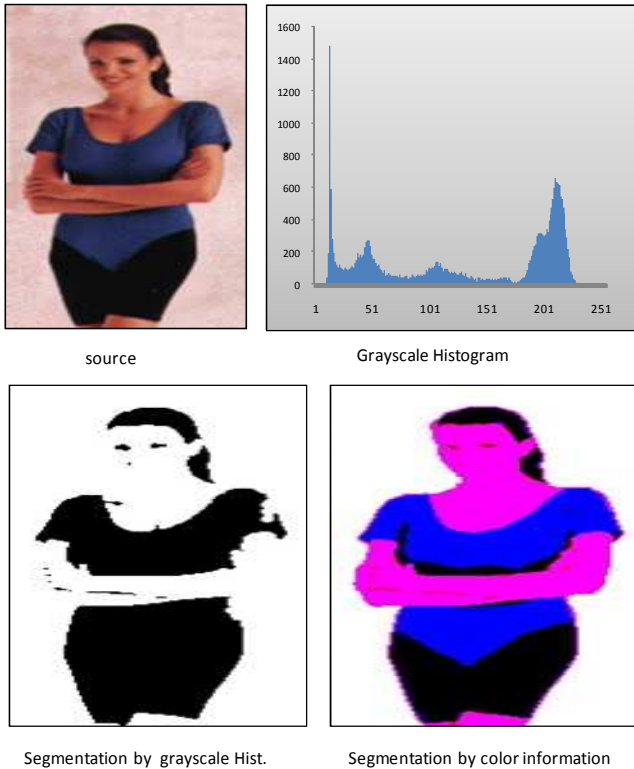 1600
1400
1200
1000
800
600
400
200
0
1 51 101 151 201 251
source
Grayscale Histogram
Segmentation by grayscale Hist.
Segmentation by color information